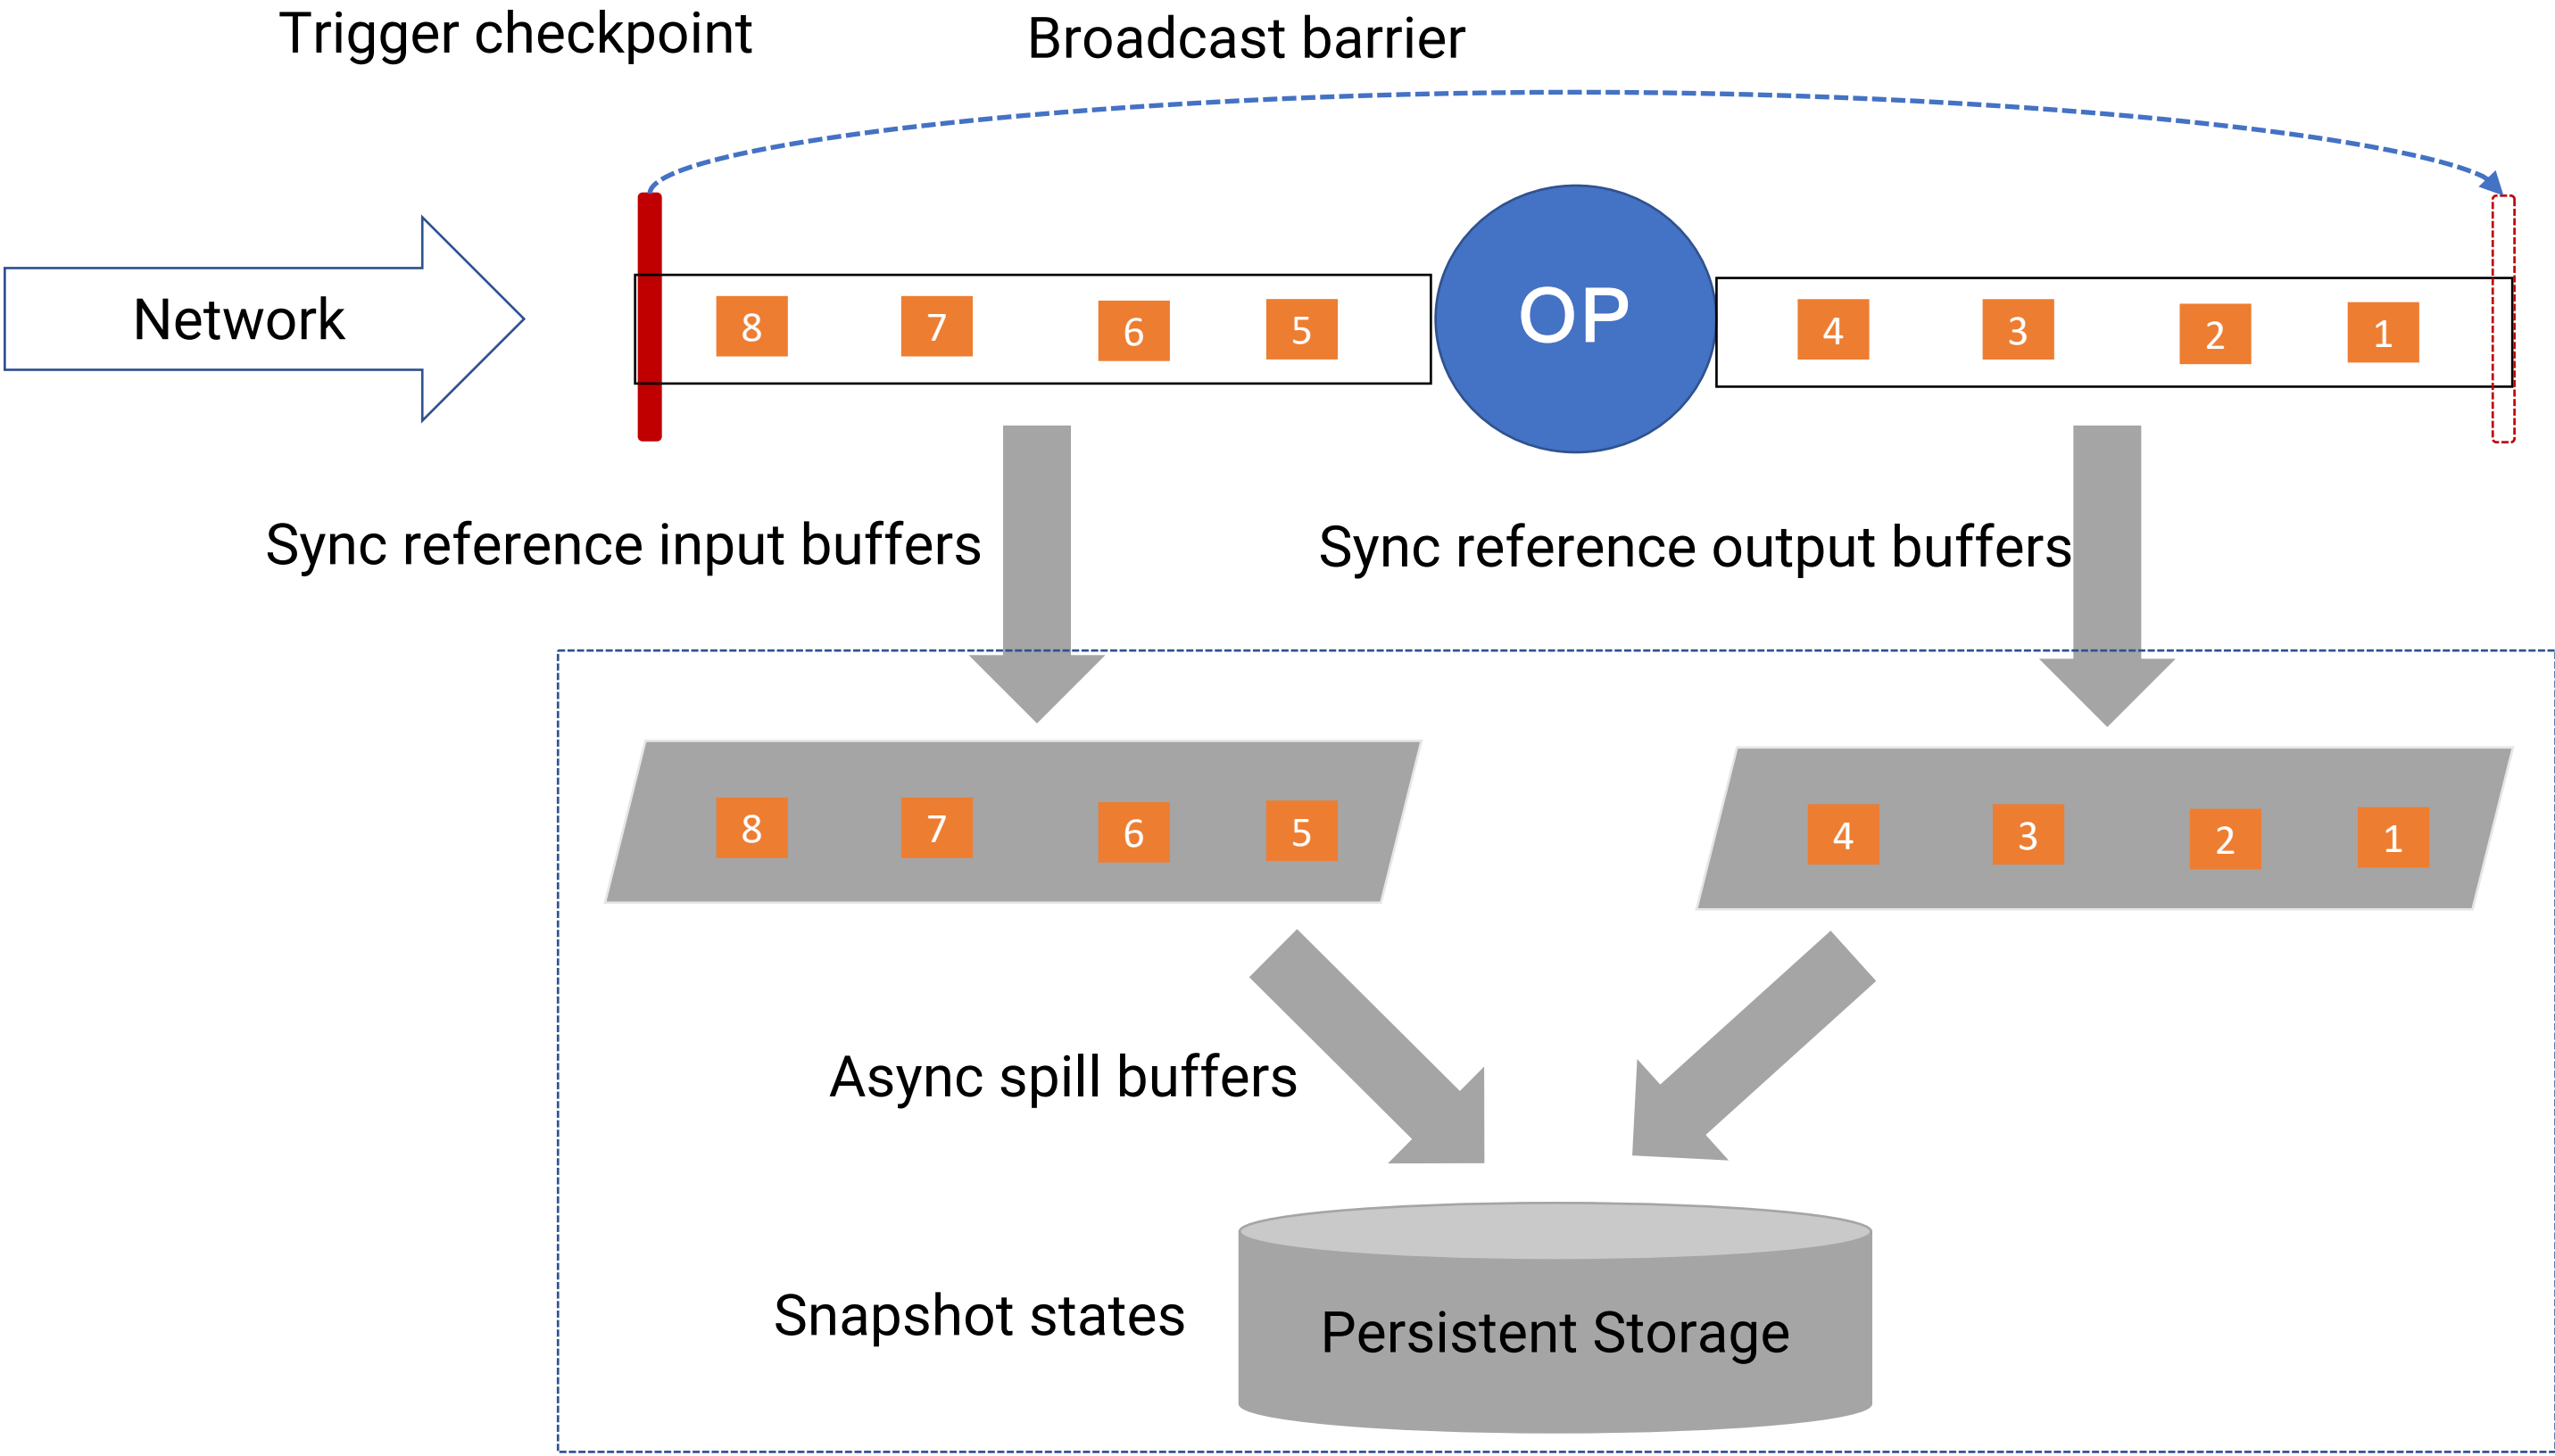 Trigger checkpoint
Broadcast barrier
Network
8 7 6 5
OP
4 3 2 1
Sync reference input buffers
Sync reference output buffers
8 7 6 5
4 3 2 1
Async spill buffers
Snapshot states
Persistent Storage